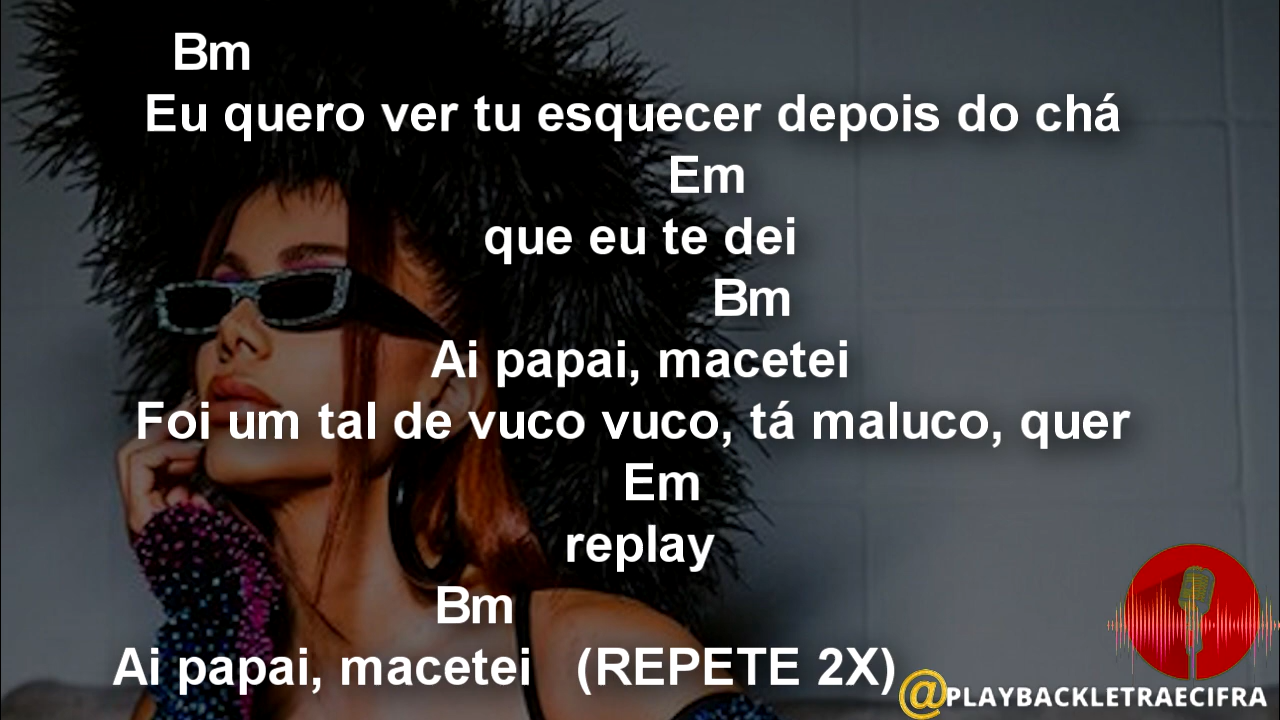 Bm
Eu quero ver tu esquecer depois do chá
Em
que eu te dei
Bm
Ai papai, macetei
Foi um tal de vuco vuco, tá maluco, quer
Em
replay
Bm
Ai papai, macetei (REPETE 2X)
@PLAYBACKLETRAECIFRA